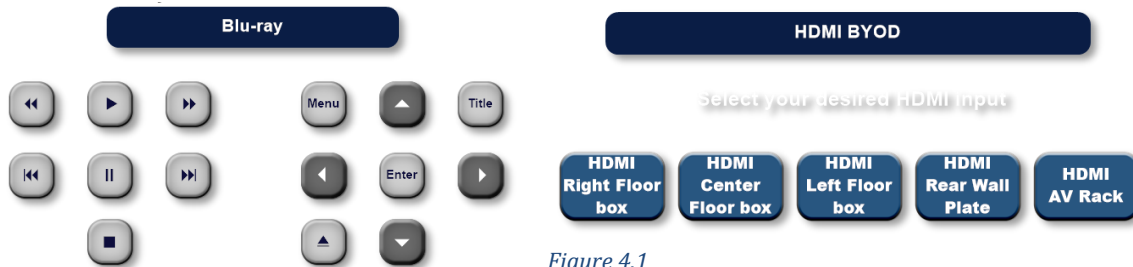 Blu-ray
Menu
Title
Enter
HDMI BYOD
Select your desired HDMI input
HDMI
Right Floor
box
HDMI
Center
Floor box
HDMI
Left Floor
box
HDMI
Rear Wall
Plate
HDMI
AV Rack
Figure 4.1